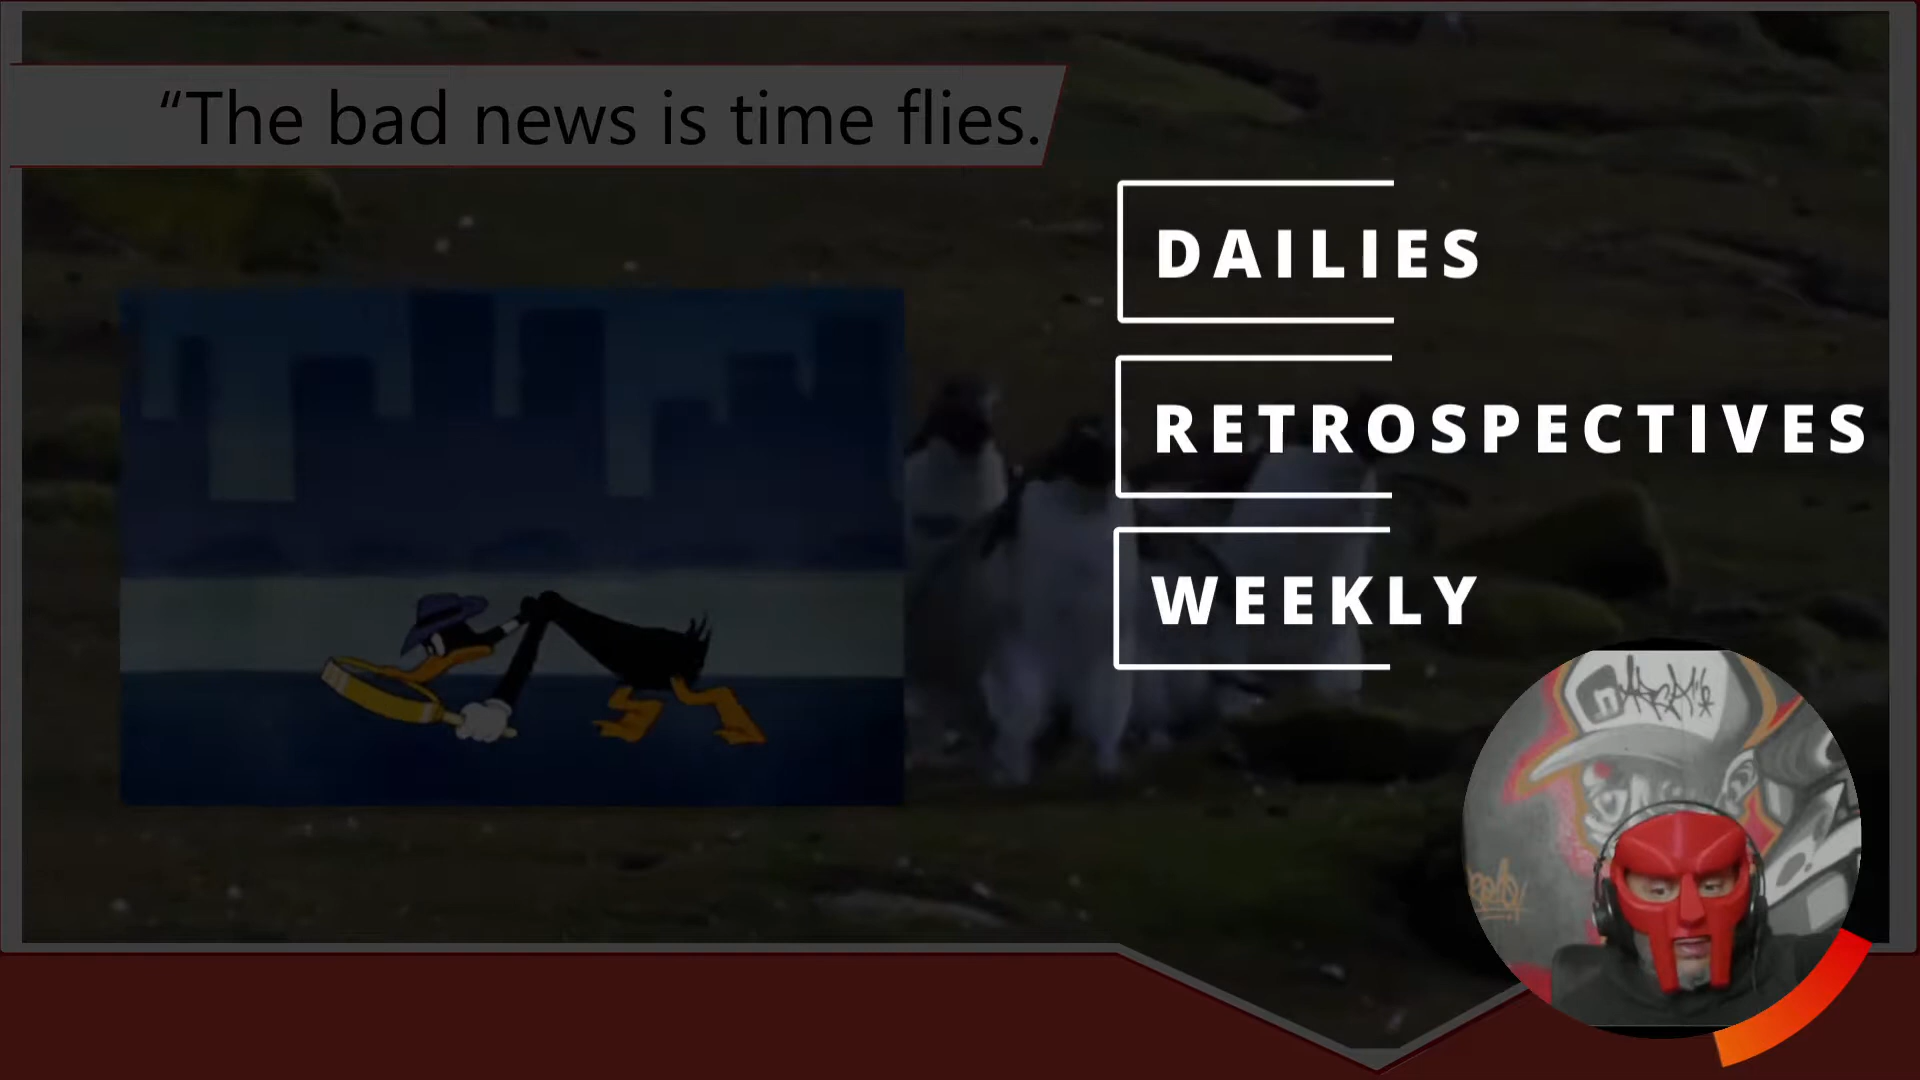 “The bad news is time flies.
DAILIES
RETROSPECTIVES
WEEKLY